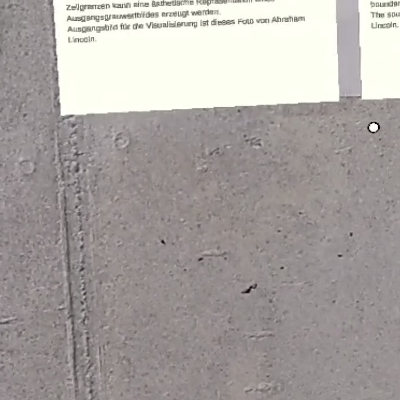 Zellgrenzen kann eine ästhetische Repräsentation eines
Ausgangsgrauwertbildes erzeugt werden.
Ausgangsbild für die Visualisierung ist dieses Foto von Abraham
Lincoln.
The sou
Lincoln.